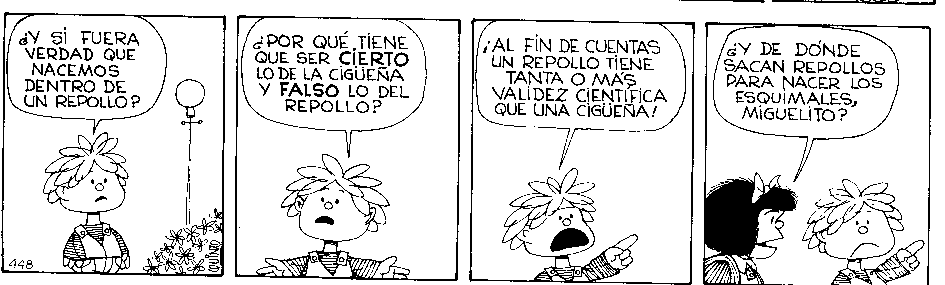 ¿Y SI FUERA
VERDAD QUE
NACEMOS
DENTRO DE
UN REPOLLO?
¿POR QUÉ TIENE
QUE SER CIERTO
LO DE LA CIGÜEÑA
Y FALSO LO DEL
REPOLLO?
¡AL FÍN DE CUENTAS
UN REPOLLO TIENE
TANTA O MÁS
VALIDEZ CIENTÍFICA
QUE UNA CIGÜEÑA!
¿Y DE DÓNDE
SACAN REPOLLOS
PARA NACER LOS
ESQUIMALES,
MIGUELITO?
448
QUINO